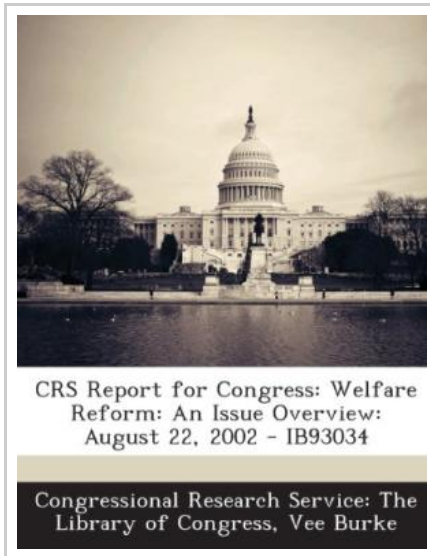 CRS Report for Congress: Welfare
Reform: An Issue Overview:
August 22, 2002 - IB93034
Congressional Research Service: The
Library of Congress, Vee Burke